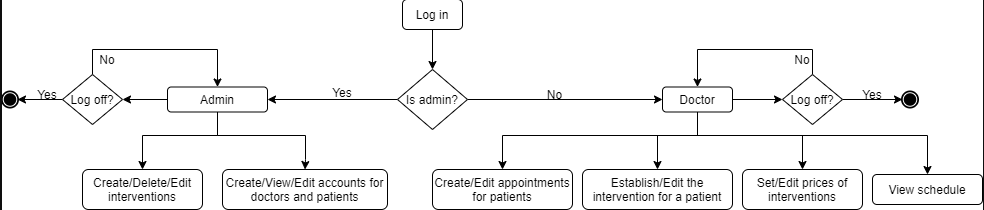 Log in
No
No
Yes
Log off?
Admin
Yes
Is admin?
No
Doctor
Log off?
Yes
Create/Delete/Edit
interventions
Create/View/Edit accounts for
doctors and patients
Create/Edit appointments
for patients
Establish/Edit the
intervention for a patient
Set/Edit prices of
interventions
View schedule